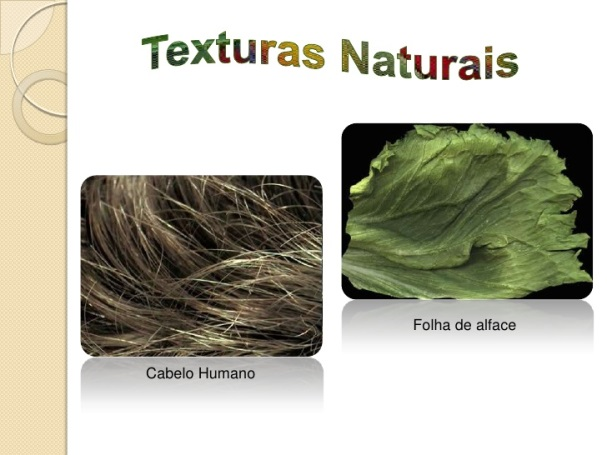 Texturas Naturais
Folha de alface
Cabelo Humano